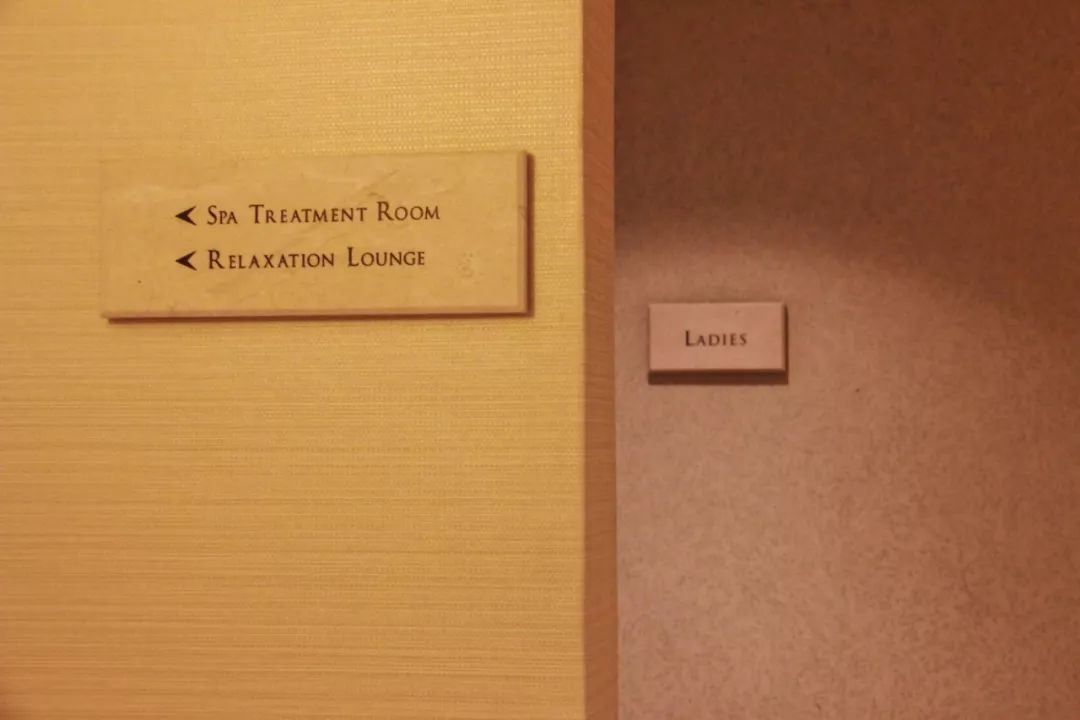 Spa Treatment Room
Relaxation Lounge
Ladies